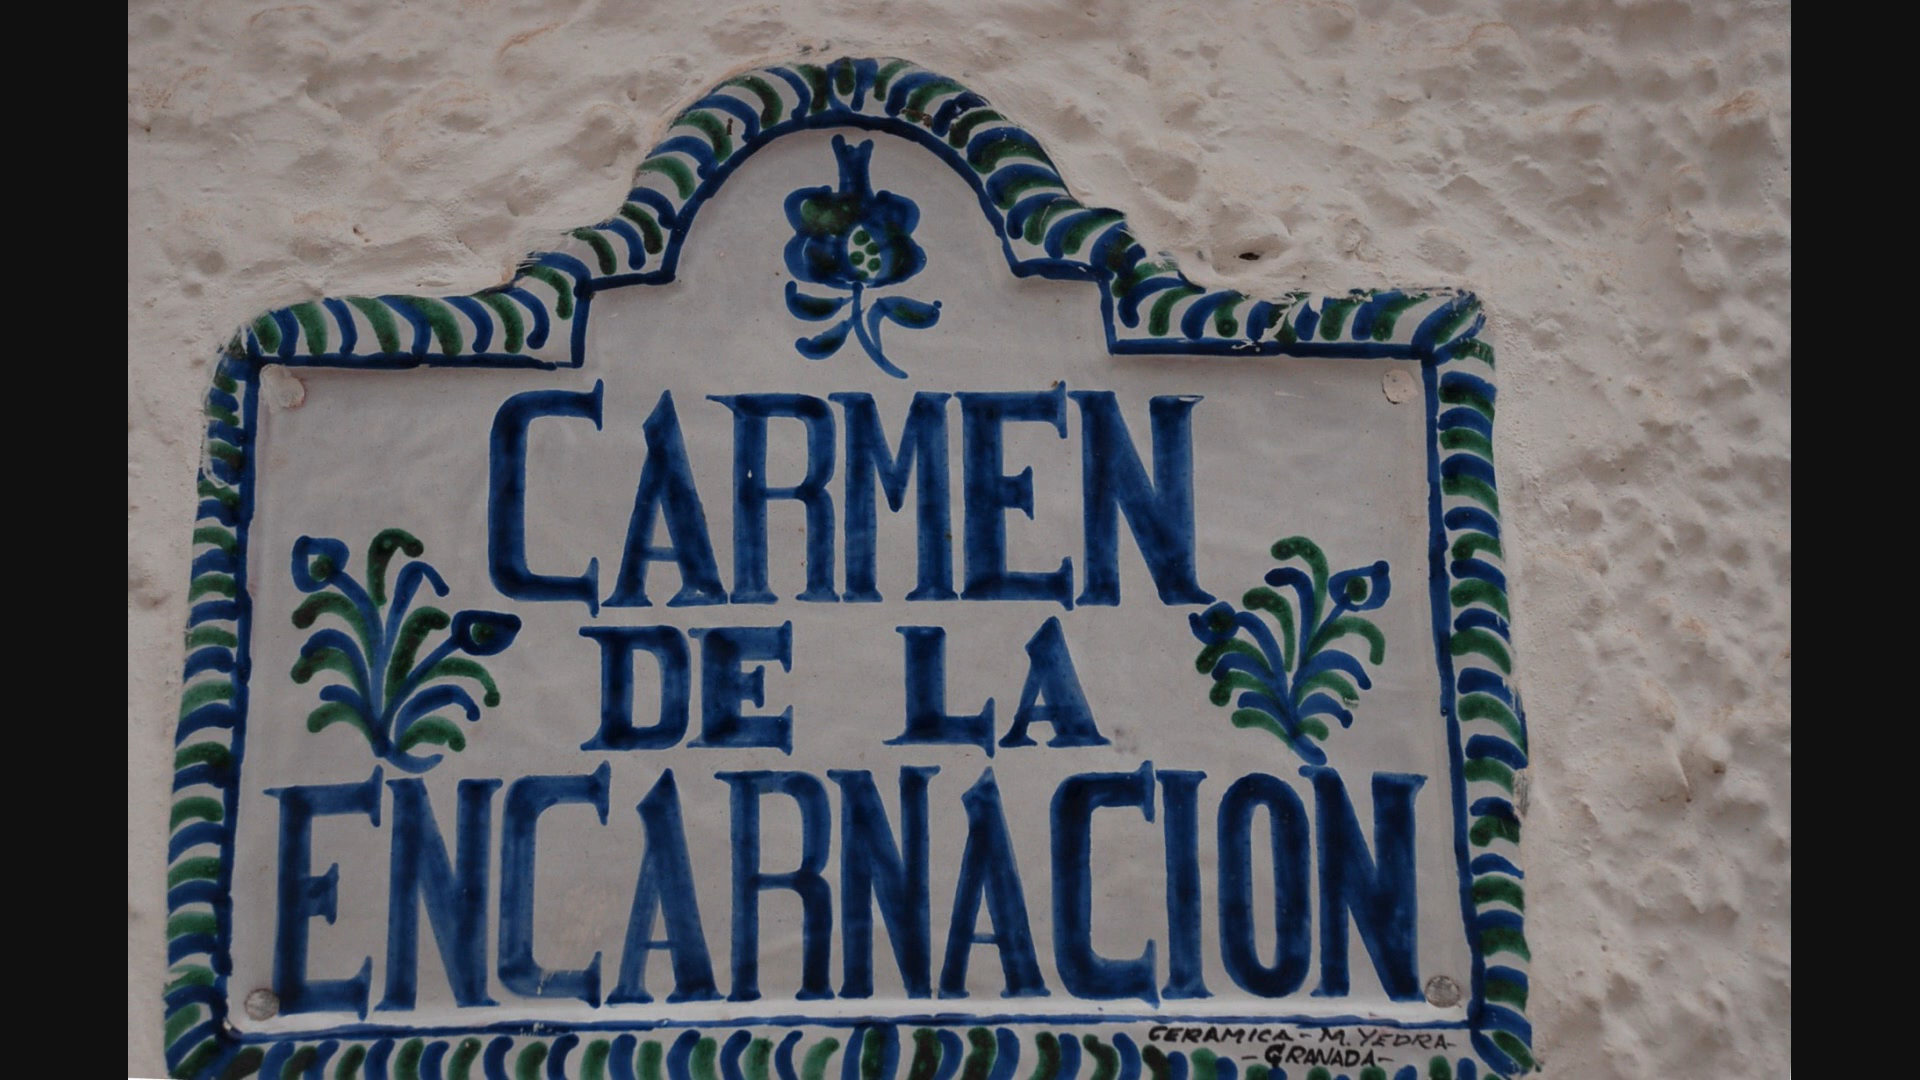 CARMEN
DE LA
ENCARNACION
CERAMICA - M. YEDRA -
- GRANADA -